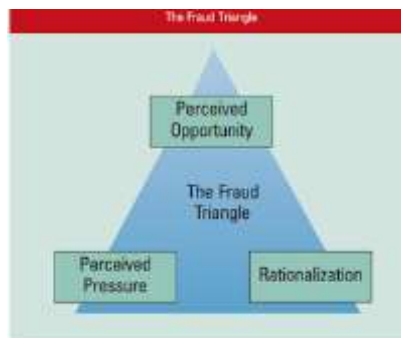 The Fraud Triangle
Perceived
Opportunity
The Fraud
Triangle
Perceived
Pressure
Rationalization